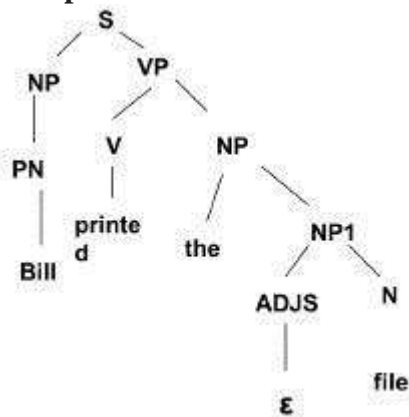 S
NP VP
PN V NP
printe
d the NP1
Bill ADJS N
file
ε